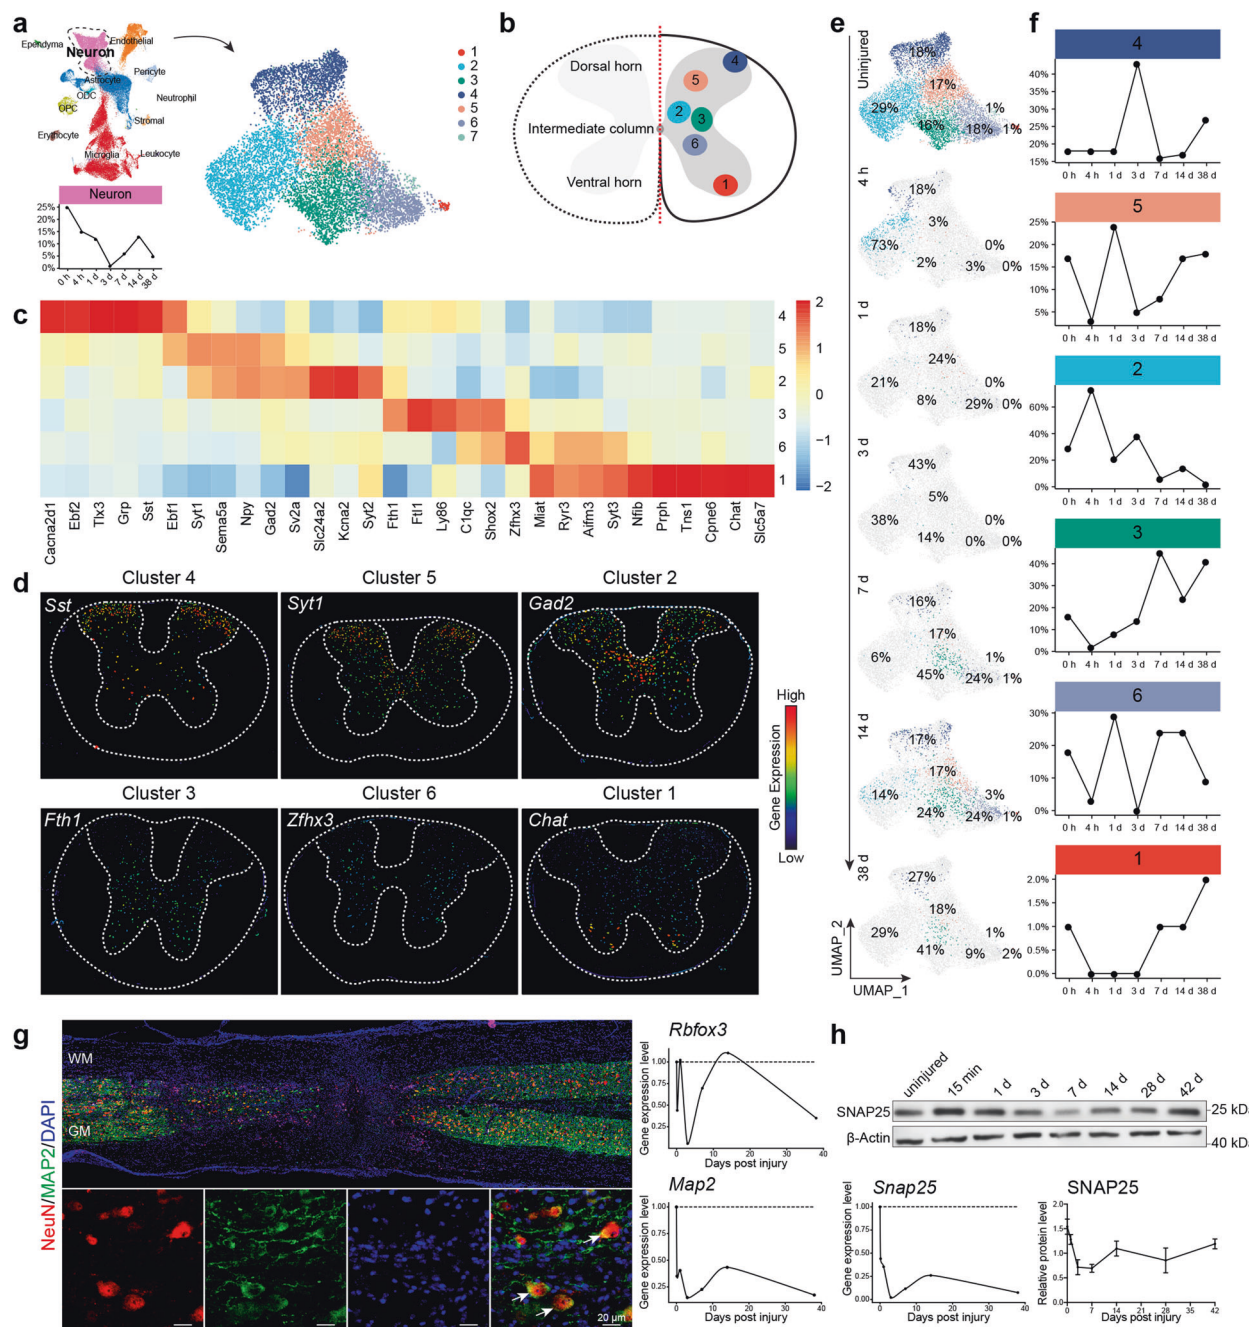 a
Ependyma
Endothelial
Neuron
Pericyte
Astrocyte
ODC
Neutrophil
OPC
Stromal
Erythocyte
Microglia
Leukocyte
1
2
3
4
5
6
7
Neuron
25%
20%
15%
10%
5%
0%
0 h
4 h
1 d
3 d
7 d
14 d
38 d
b
Dorsal horn
Intermediate column
Ventral horn
4
5
2
3
6
1
c
4
5
2
3
6
1
2
1
0
−1
−2
Cacna2d1
Ebf2
Tlx3
Grp
Sst
Ebf1
Syt1
Sema5a
Npy
Gad2
Sv2a
Slc24a2
Kcna2
Syt2
Fth1
Ftl1
Ly86
C1qc
Shox2
Zfhx3
Miat
Ryr3
Aifm3
Syt3
Nfib
Prph
Tns1
Cpne6
Chat
Slc5a7
d
Cluster 4
Cluster 5
Cluster 2
Sst
Syt1
Gad2
Cluster 3
Cluster 6
Cluster 1
Fth1
Zfhx3
Chat
High
Gene Expression
Low
e
Uninjured
18%
17%
29%
1%
16%
18%
1%
4 h
18%
3%
73%
0%
2%
3%
0%
1 d
18%
24%
21%
0%
8%
29%
0%
3 d
43%
5%
38%
0%
14%
0%
0%
7 d
16%
17%
6%
1%
45%
24%
1%
14 d
17%
17%
14%
3%
24%
24%
1%
38 d
27%
18%
29%
1%
41%
9%
2%
UMAP_2
UMAP_1
f
4
40%
35%
30%
25%
20%
15%
0 h 4 h 1 d 3 d 7 d 14 d 38 d
5
25%
20%
15%
10%
5%
0 h 4 h 1 d 3 d 7 d 14 d 38 d
2
60%
40%
20%
0%
0 h 4 h 1 d 3 d 7 d 14 d 38 d
3
40%
30%
20%
10%
0%
0 h 4 h 1 d 3 d 7 d 14 d 38 d
6
30%
20%
10%
0%
0 h 4 h 1 d 3 d 7 d 14 d 38 d
1
2.0%
1.5%
1.0%
0.5%
0.0%
0 h 4 h 1 d 3 d 7 d 14 d 38 d
g
NeuN/MAP2/DAPI
WM
GM
20 µm
Rbfox3
Gene expression level
1.00
0.75
0.50
0.25
0 10 20 30 40
Days post injury
Map2
Gene expression level
1.00
0.75
0.50
0.25
0 10 20 30 40
Days post injury
h
uninjured
15 min
1 d
3 d
7 d
14 d
28 d
42 d
SNAP25
25 kDa
β-Actin
40 kDa
Snap25
Gene expression level
1.00
0.75
0.50
0.25
0 10 20 30 40
Days post injury
SNAP25
Relative protein level
2.0
1.5
1.0
0.5
0.0
0 7 14 21 28 35 42
Days post injury